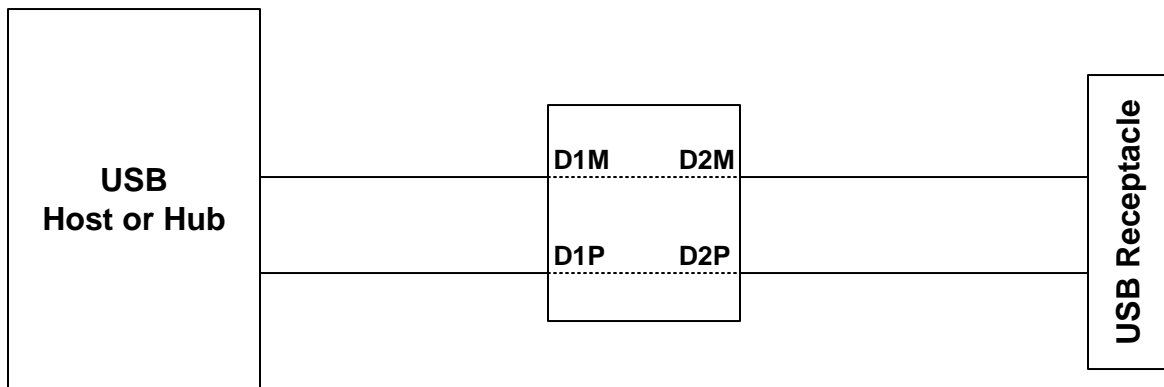 USB
Host or Hub
D1M D2M
D1P D2P
USB Receptacle